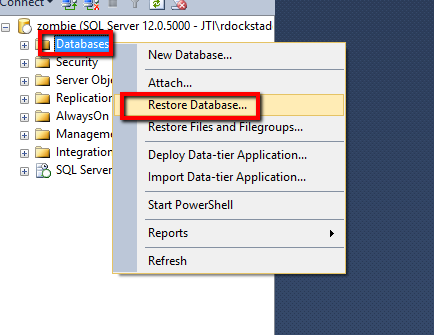 Connect
zombie (SQL Server 12.0.5000 - JTI\rdockstad
Databases
Security
Server Obje
Replication
AlwaysOn
Manageme
Integration
SQL Server
New Database...
Attach...
Restore Database...
Restore Files and Filegroups...
Deploy Data-tier Application...
Import Data-tier Application...
Start PowerShell
Reports
Refresh